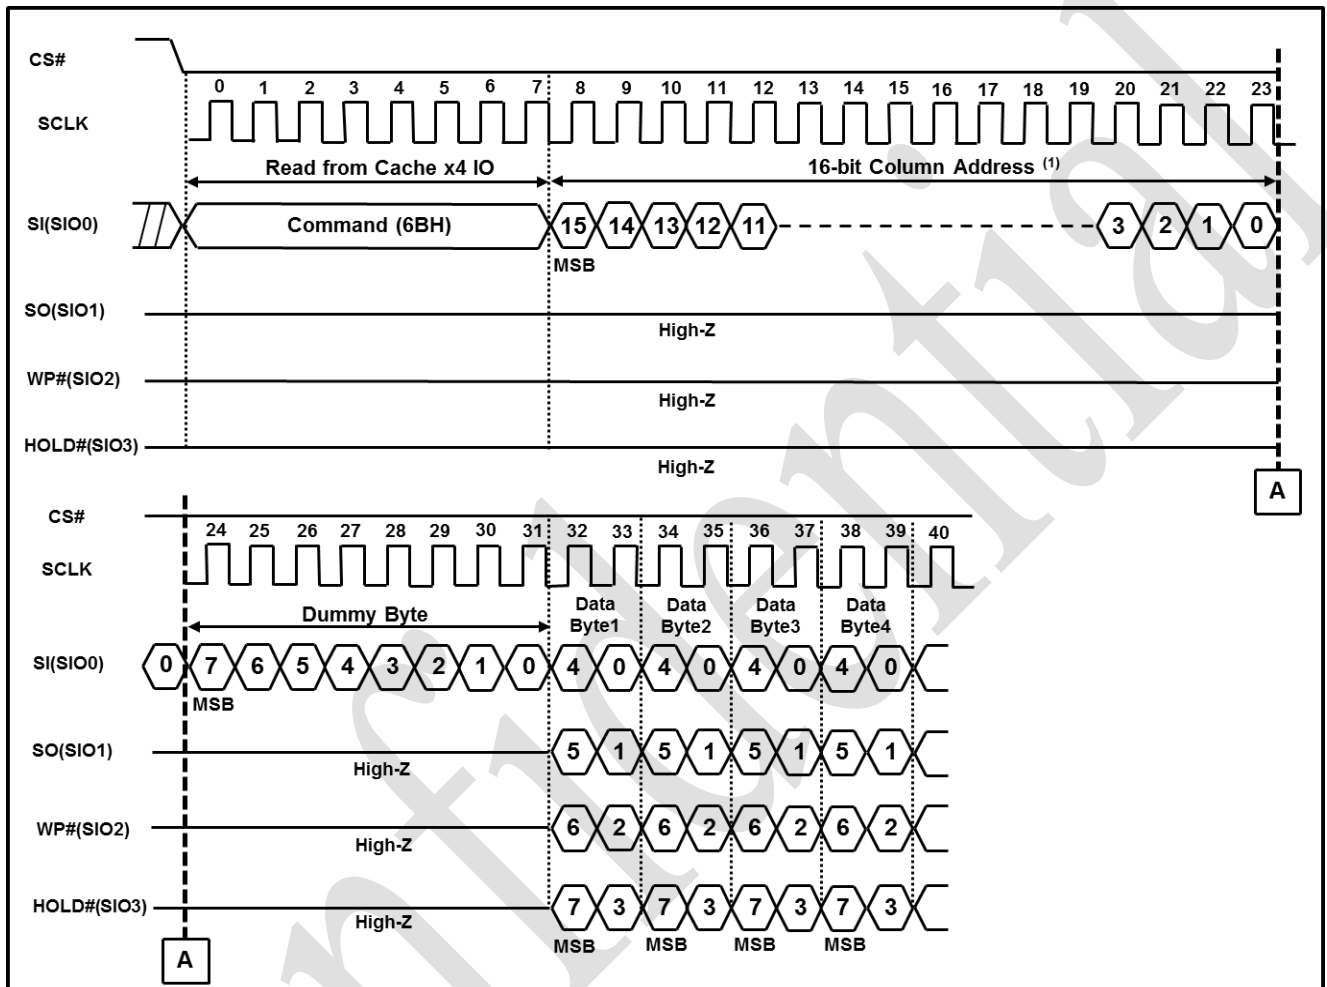 CS#
0 1 2 3 4 5 6 7 8 9 10 11 12 13 14 15 16 17 18 19 20 21 22 23
SCLK
Read from Cache x4 IO 16-bit Column Address (1)
SI(SIO0) Command (6BH) 15 14 13 12 11 3 2 1 0
MSB
SO(SIO1)
High-Z
WP#(SIO2)
High-Z
HOLD#(SIO3)
High-Z
A
CS#
24 25 26 27 28 29 30 31 32 33 34 35 36 37 38 39 40
SCLK
Dummy Byte Data Byte1 Data Byte2 Data Byte3 Data Byte4
SI(SIO0) 0 7 6 5 4 3 2 1 0 4 0 4 0 4 0 4 0
MSB
SO(SIO1) 5 1 5 1 5 1 5 1
High-Z
WP#(SIO2) 6 2 6 2 6 2 6 2
High-Z
HOLD#(SIO3) 7 3 7 3 7 3 7 3
High-Z
MSB MSB MSB MSB
A
nfidential